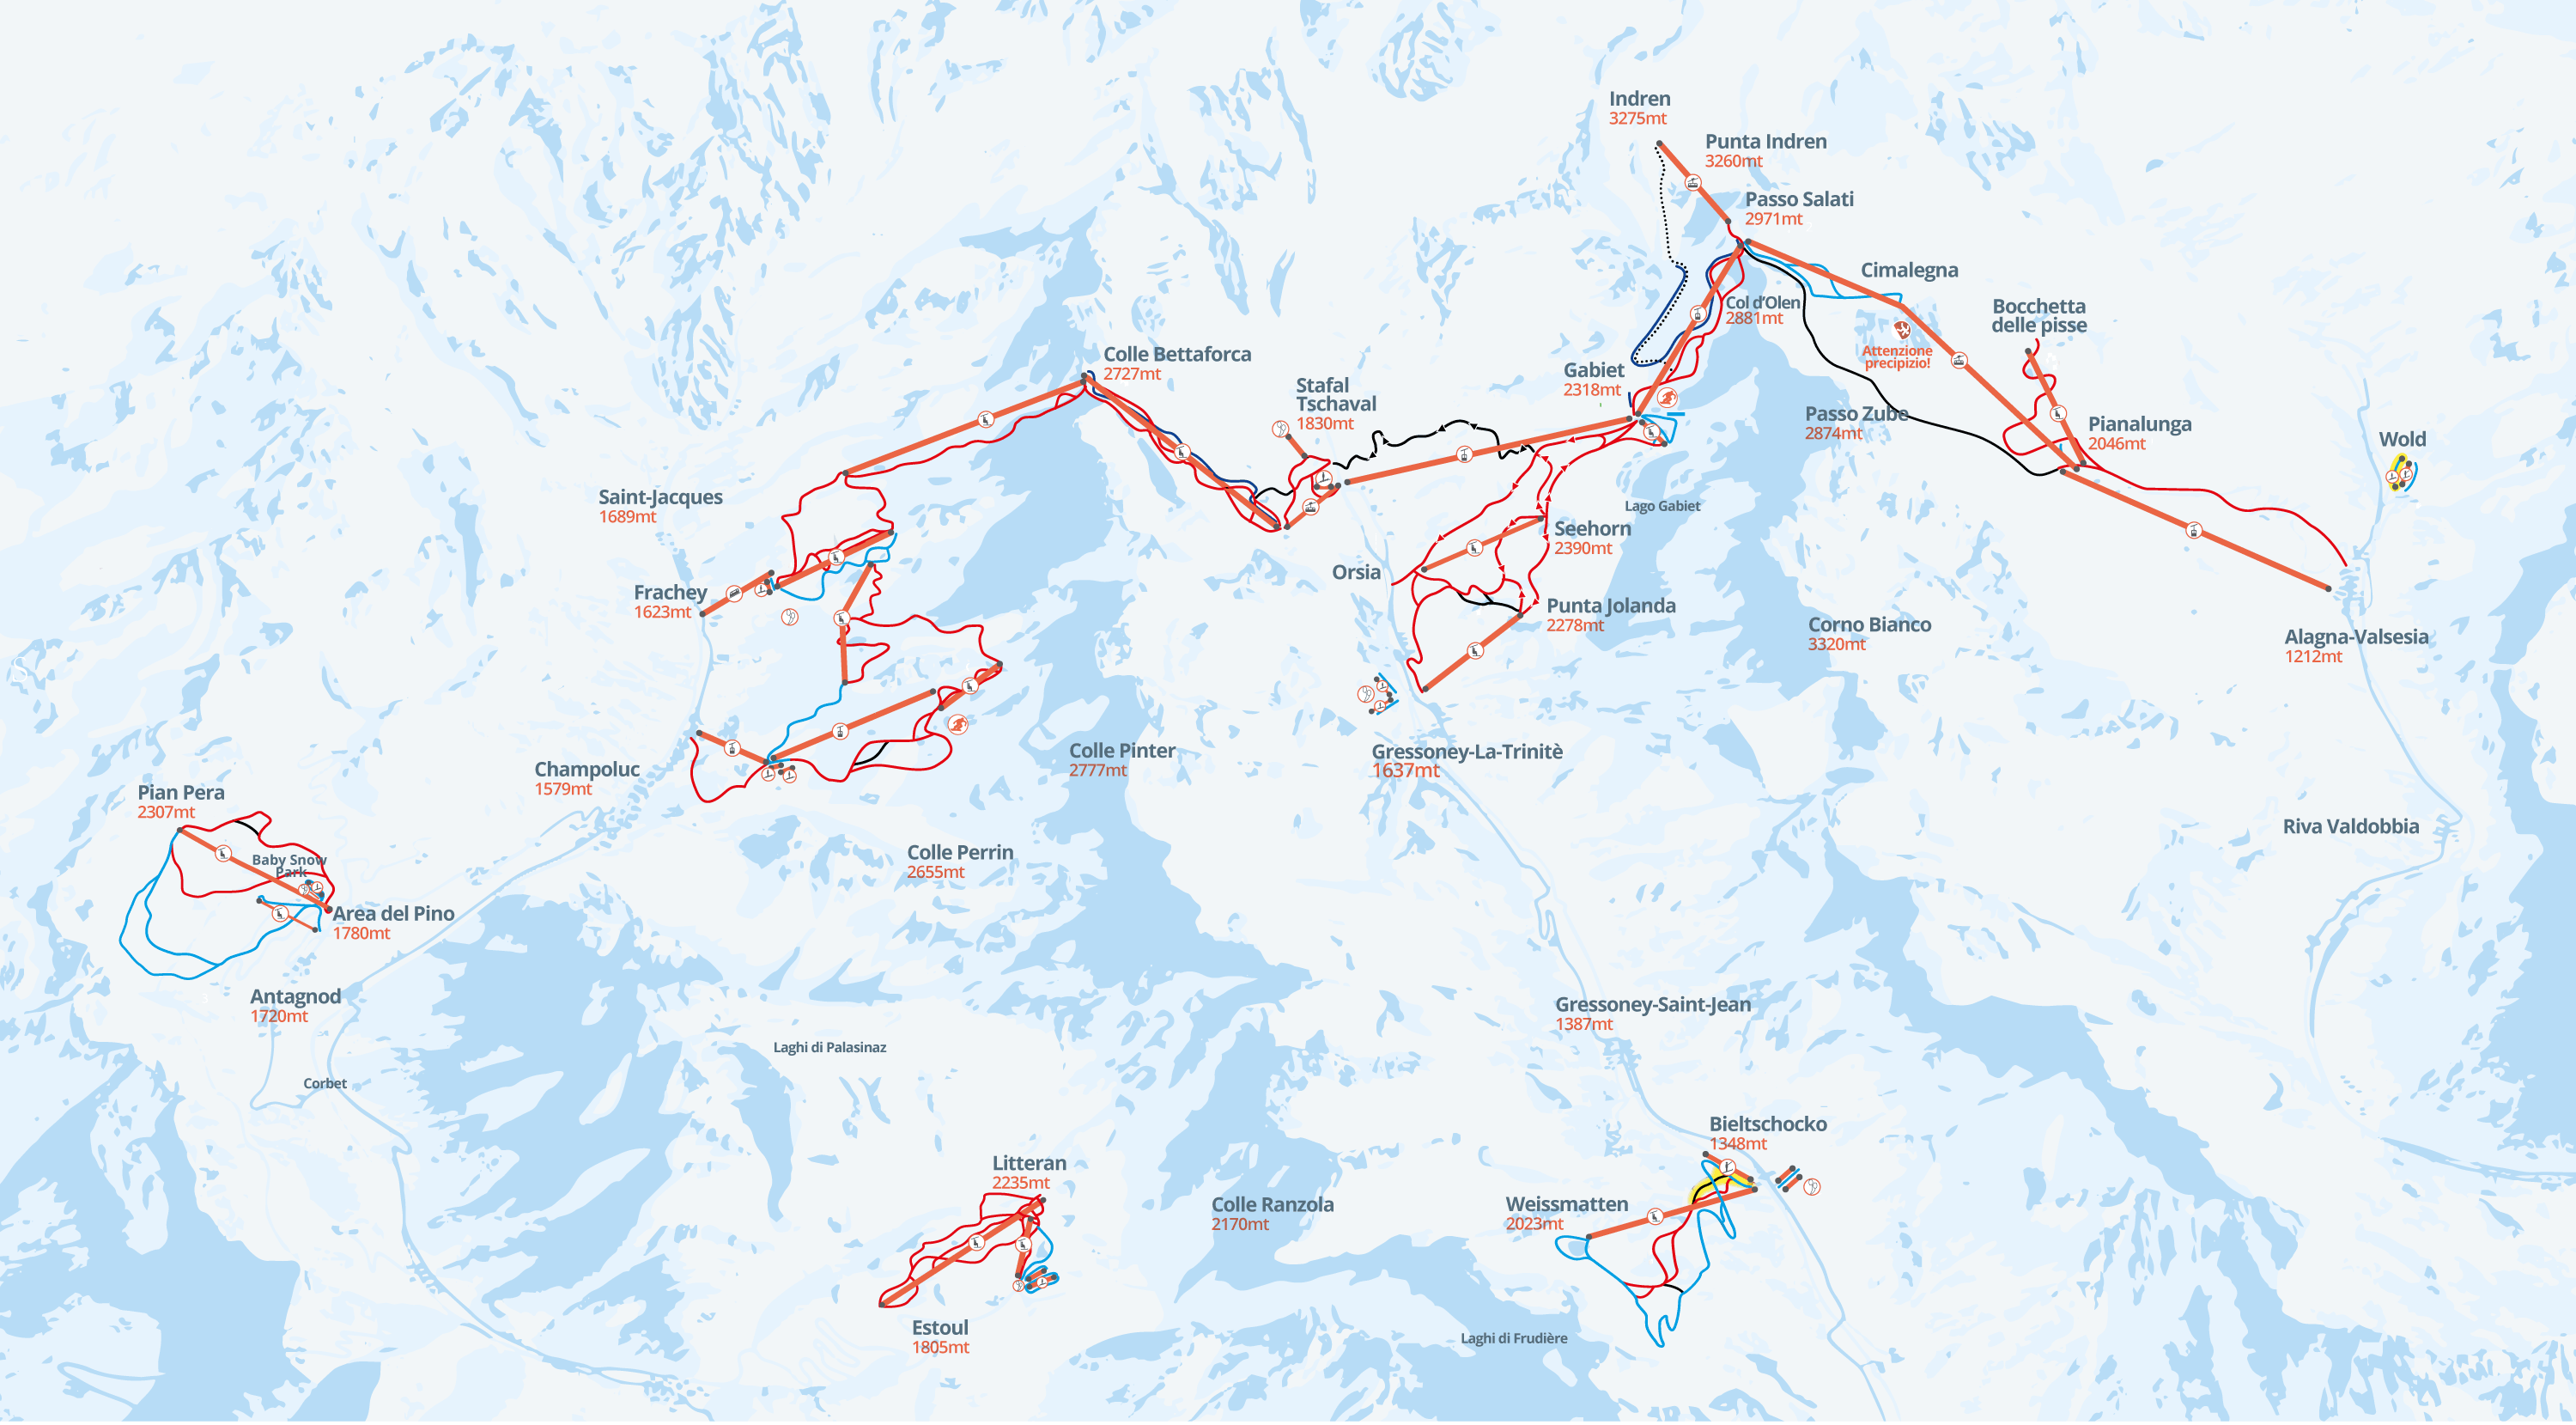 Indren
3275mt
Punta Indren
3260mt
Passo Salati
2971mt
Cimalegna
Col d'Olen
2881mt
Bocchetta
delle pisse
Attenzione
precipizio!
Colle Bettaforca
2727mt
Stafal
Tschaval
1830mt
Gabiet
2318mt
Passo Zube
2874mt
Pianalunga
2046mt
Wold
Saint-Jacques
1689mt
Lago Gabiet
Seehorn
2390mt
Orsia
Frachey
1623mt
Punta Jolanda
2278mt
Corno Bianco
3320mt
Alagna-Valsesia
1212mt
S
Colle Pinter
2777mt
Gressoney-La-Trinitè
1637mt
Champoluc
1579mt
Pian Pera
2307mt
Riva Valdobbia
Baby Snow
Park
Colle Perrin
2655mt
Area del Pino
1780mt
Antagnod
1720mt
3
Gressoney-Saint-Jean
1387mt
Laghi di Palasinaz
Corbet
Bieltschocko
1348mt
Litteran
2235mt
Colle Ranzola
2170mt
Weissmatten
2023mt
Estoul
1805mt
Laghi di Frudière